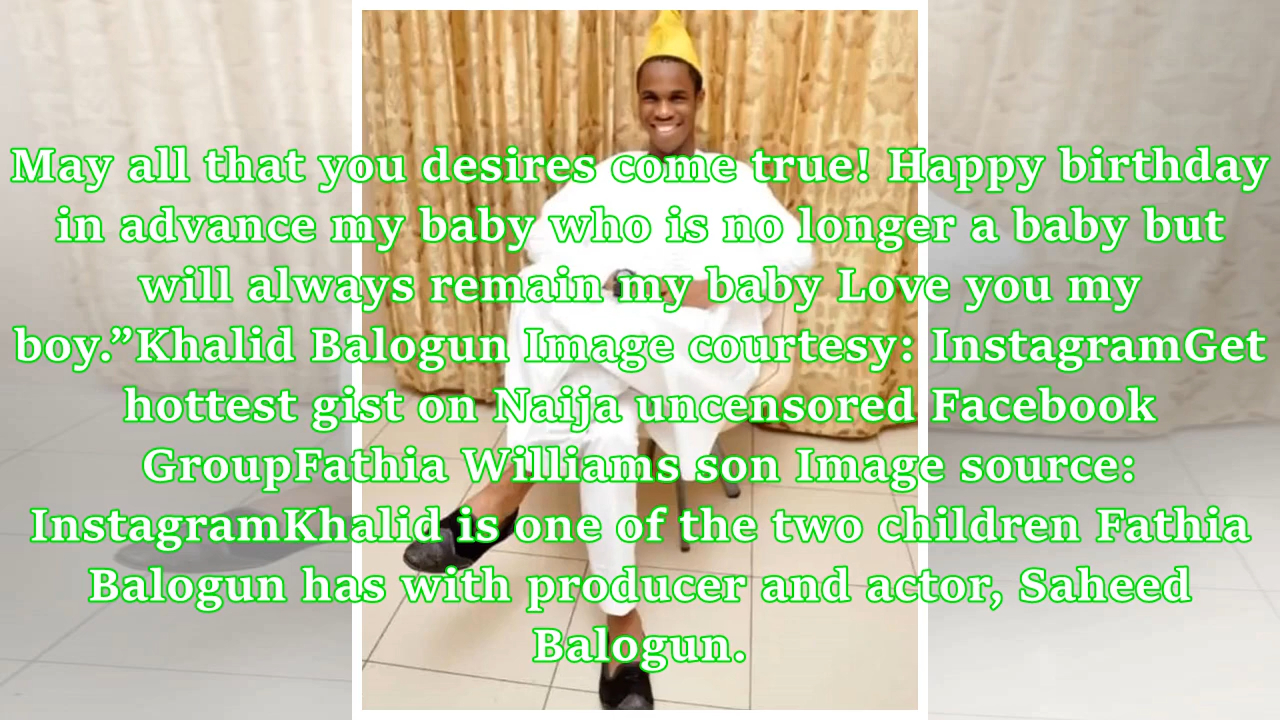 May all that you desires come true! Happy birthday
in advance my baby who is no longer a baby but
will always remain my baby Love you my
boy.”Khalid Balogun Image courtesy: InstagramGet
hottest gist on Naija uncensored Facebook
GroupFathia Williams son Image source:
InstagramKhalid is one of the two children Fathia
Balogun has with producer and actor, Saheed
Balogun.